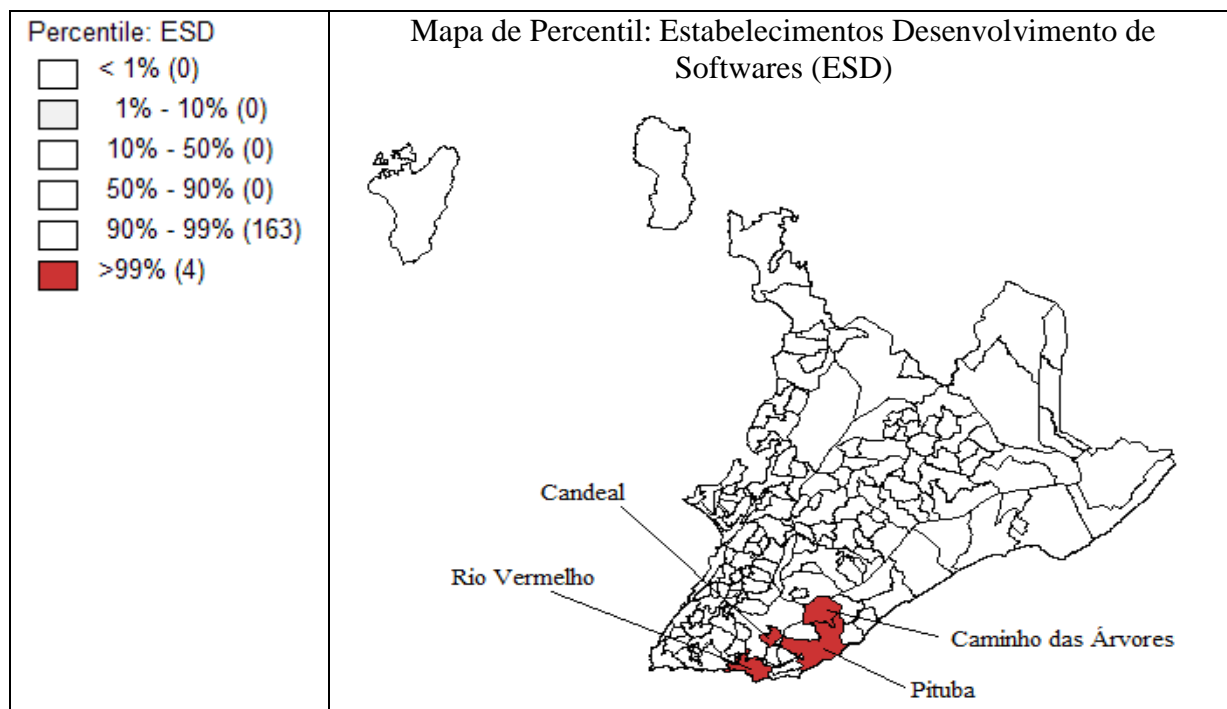 Percentile: ESD
< 1% (0)
1% - 10% (0)
10% - 50% (0)
50% - 90% (0)
90% - 99% (163)
>99% (4)
Mapa de Percentil: Estabelecimentos Desenvolvimento de
Softwares (ESD)
Candeal
Rio Vermelho
Caminho das Árvores
Pituba